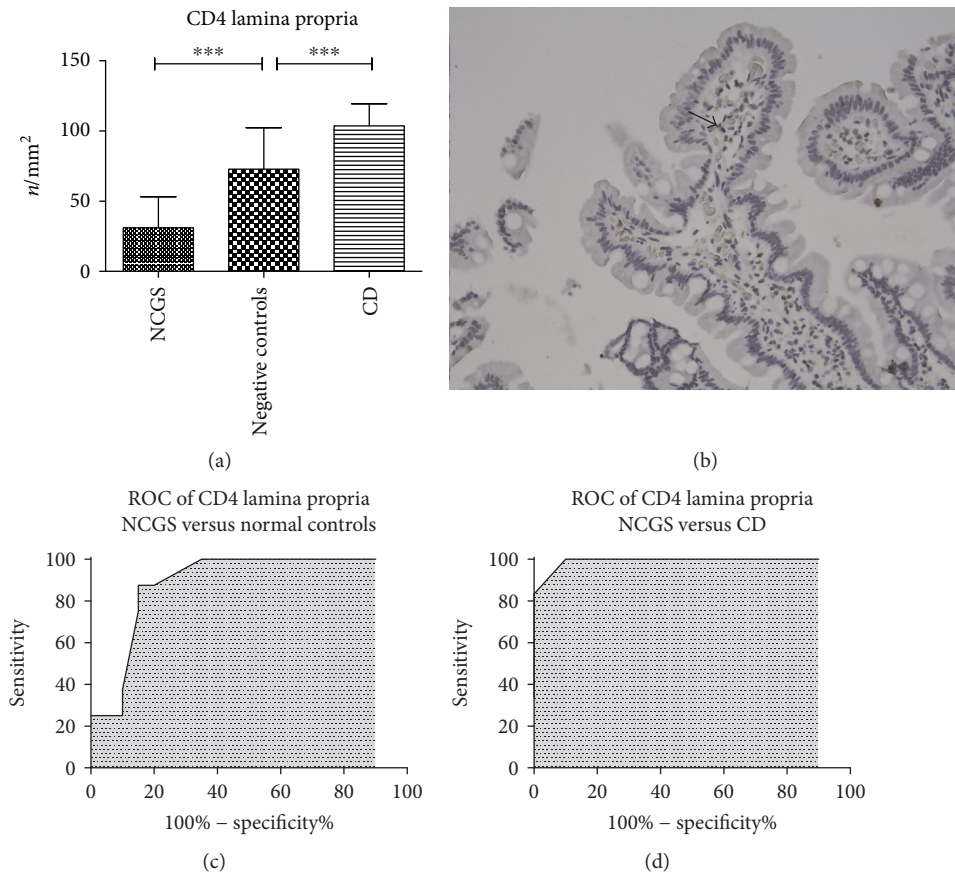 CD4 lamina propria
***
***
150
100
50
0
n/mm²
NCGS
Negative controls
CD
(a)
(b)
ROC of CD4 lamina propria
NCGS versus normal controls
100
80
60
40
20
0
Sensitivity
0 20 40 60 80 100
100% − specificity%
(c)
ROC of CD4 lamina propria
NCGS versus CD
100
80
60
40
20
0
Sensitivity
0 20 40 60 80 100
100% − specificity%
(d)